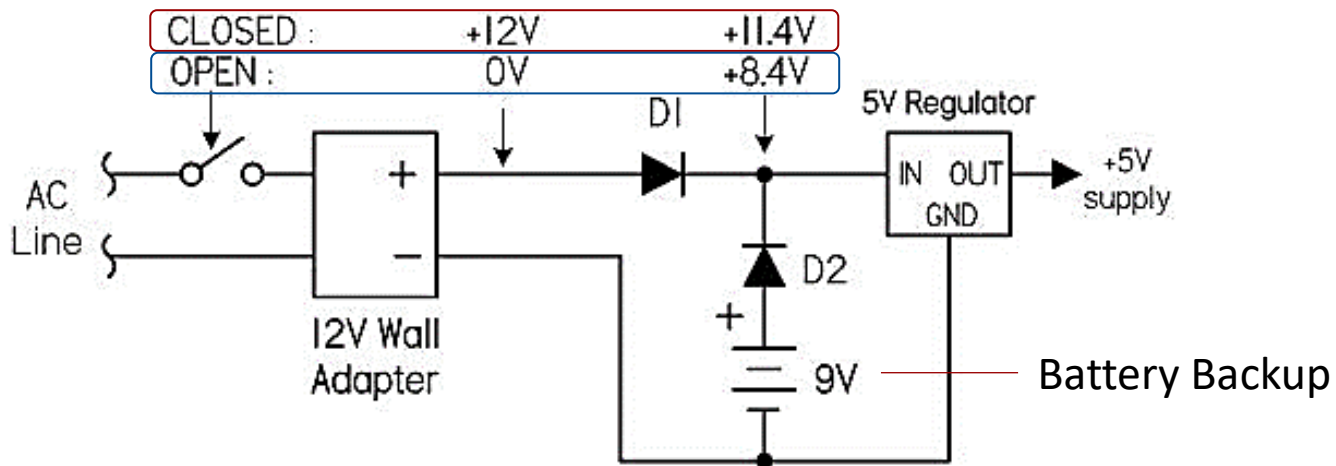 CLOSED : +12V +11.4V
OPEN : 0V +8.4V
D1
5V Regulator
AC
Line
+
−
IN OUT
GND
+5V
supply
D2
+
12V Wall
Adapter
9V
Battery Backup